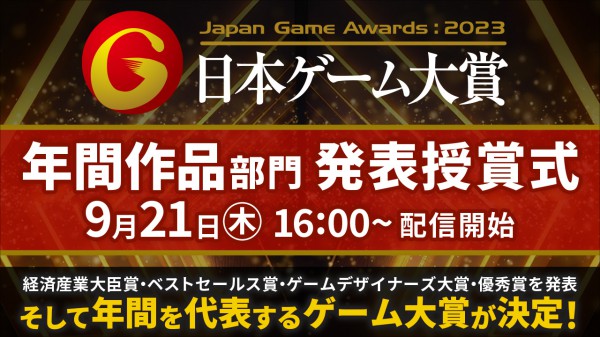 Japan Game Awards:2023
日本ゲーム大賞
年間作品部門 発表授賞式
9月21日㊍ 16:00~ 配信開始
経済産業大臣賞・ベストセールス賞・ゲームデザイナーズ大賞・優秀賞を発表
そして年間を代表するゲーム大賞が決定!